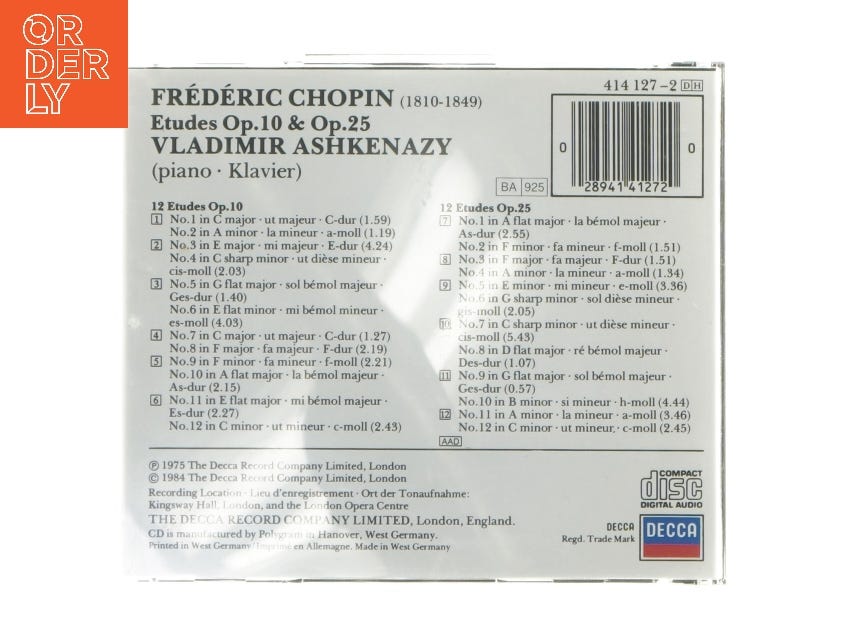 ORDERLY
FRÉDÉRIC CHOPIN (1810-1849)
Etudes Op.10 & Op.25
VLADIMIR ASHKENAZY
(piano · Klavier)
414 127-2 DH
0 28941 41272 0
BA 925
12 Etudes Op.10
1 No.1 in C major · ut majeur · C-dur (1.59)
No.2 in A minor · la mineur · a-moll (1.19)
2 No.3 in E major · mi majeur · E-dur (4.24)
No.4 in C sharp minor · ut dièse mineur ·
cis-moll (2.03)
3 No.5 in G flat major · sol bémol majeur ·
Ges-dur (1.40)
No.6 in E flat minor · mi bémol mineur ·
es-moll (4.03)
4 No.7 in C major · ut majeur · C-dur (1.27)
No.8 in F major · fa majeur · F-dur (2.19)
5 No.9 in F minor · fa mineur · f-moll (2.21)
No.10 in A flat major · la bémol majeur ·
As-dur (2.15)
6 No.11 in E flat major · mi bémol majeur ·
Es-dur (2.27)
No.12 in C minor · ut mineur · c-moll (2.43)
12 Etudes Op.25
7 No.1 in A flat major · la bémol majeur ·
As-dur (2.55)
No.2 in F minor · fa mineur · f-moll (1.51)
8 No.3 in F major · fa majeur · F-dur (1.51)
No.4 in A minor · la mineur · a-moll (1.34)
9 No.5 in E minor · mi mineur · e-moll (3.36)
No.6 in G sharp minor · sol dièse mineur ·
gis-moll (2.05)
10 No.7 in C sharp minor · ut dièse mineur ·
cis-moll (5.43)
No.8 in D flat major · ré bémol majeur ·
Des-dur (1.07)
11 No.9 in G flat major · sol bémol majeur ·
Ges-dur (0.57)
No.10 in B minor · si mineur · h-moll (4.44)
12 No.11 in A minor · la mineur · a-moll (3.46)
No.12 in C minor · ut mineur · c-moll (2.45)
AAD
Ⓟ 1975 The Decca Record Company Limited, London
© 1984 The Decca Record Company Limited, London
Recording Location · Lieu d'enregistrement · Ort der Tonaufnahme:
Kingsway Hall, London, and the London Opera Centre
THE DECCA RECORD COMPANY LIMITED, London, England.
CD is manufactured by Polygram in Hanover, West Germany.
Printed in West Germany/Imprimé en Allemagne. Made in West Germany
COMPACT
disc
DIGITAL AUDIO
DECCA
Regd. Trade Mark
DECCA